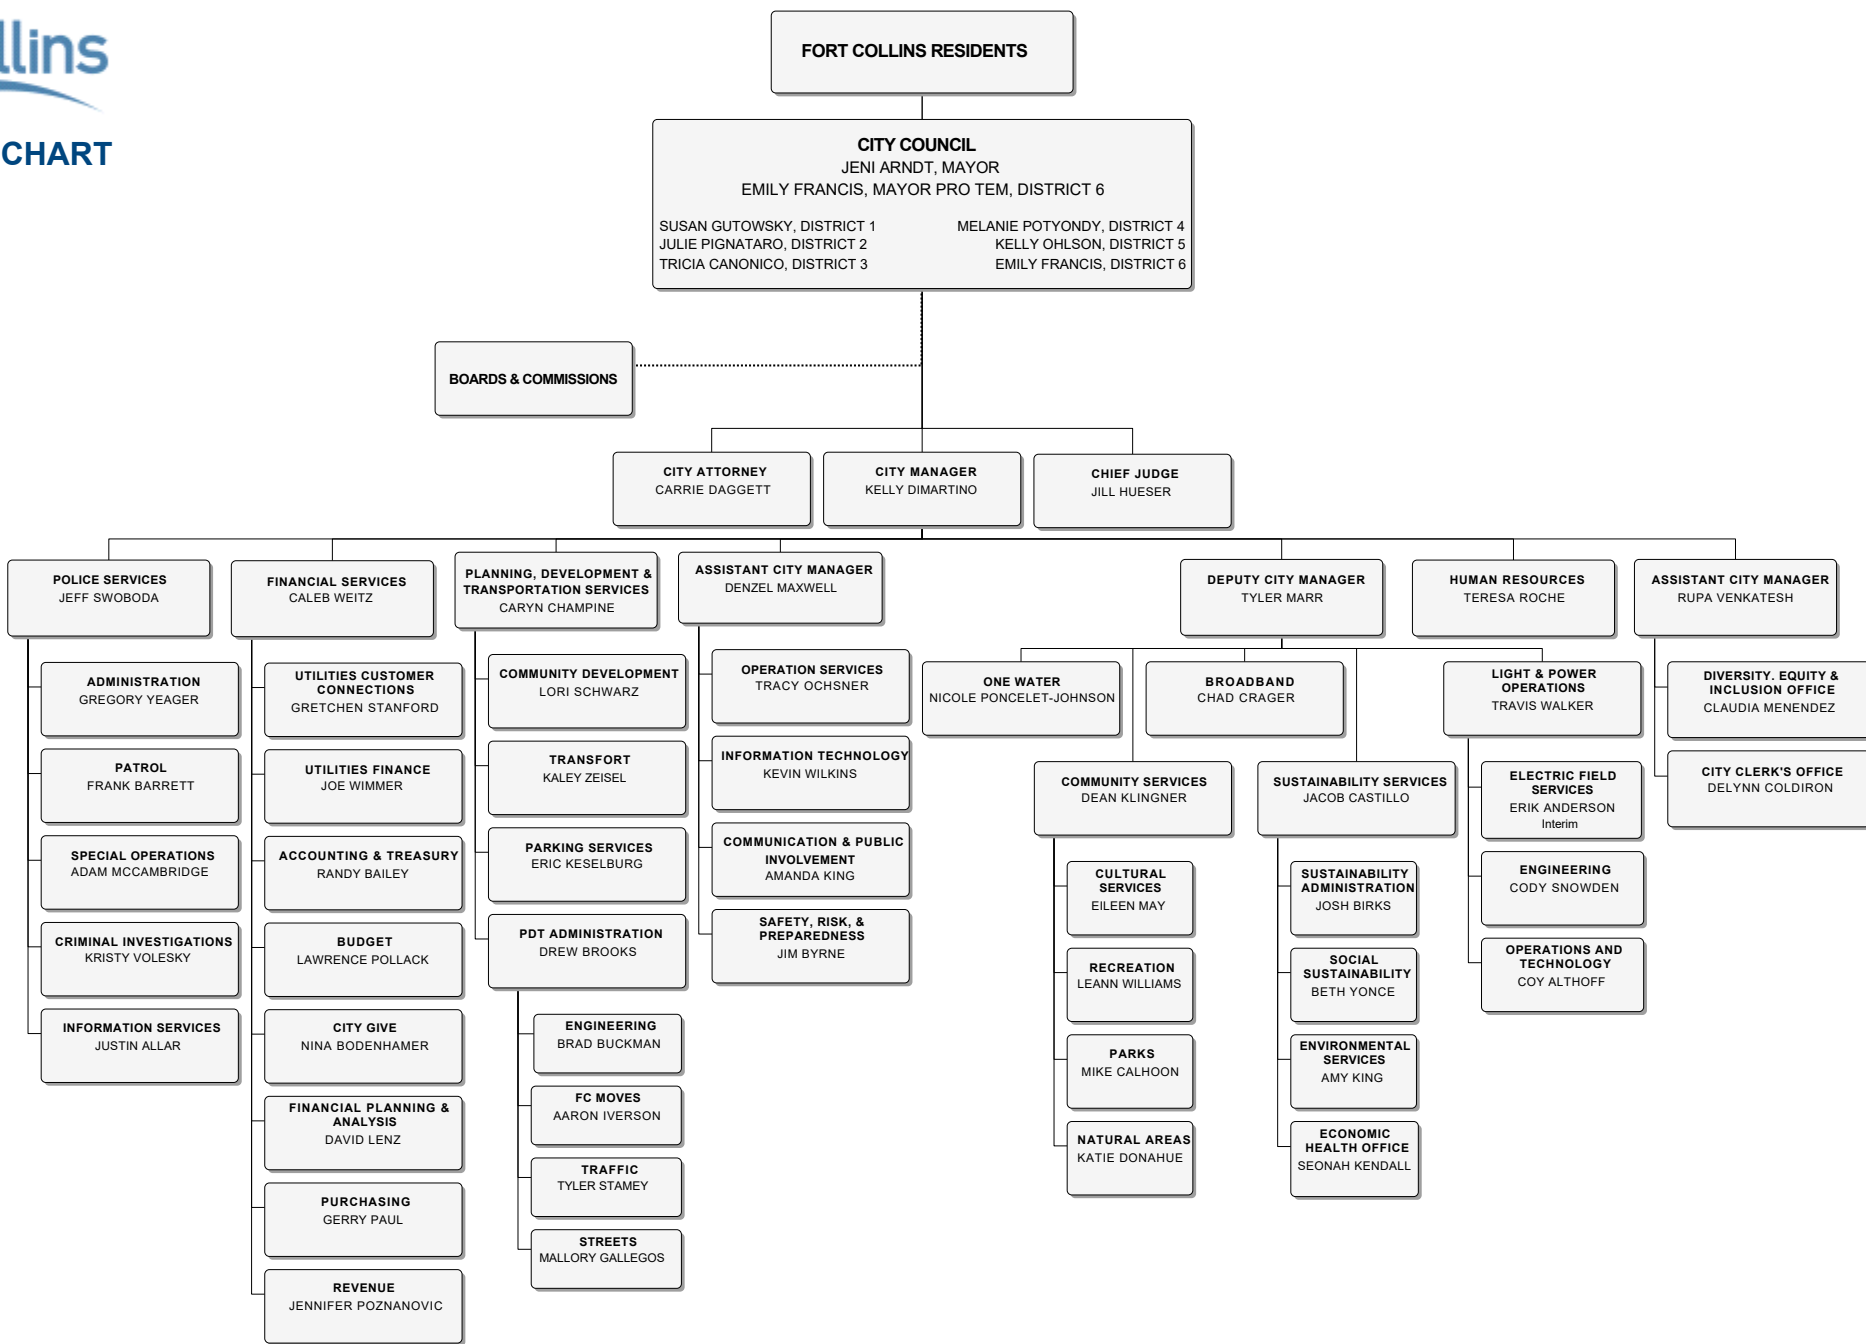 llins
CHART
FORT COLLINS RESIDENTS
CITY COUNCIL
JENI ARNDT, MAYOR
EMILY FRANCIS, MAYOR PRO TEM, DISTRICT 6
SUSAN GUTOWSKY, DISTRICT 1
JULIE PIGNATARO, DISTRICT 2
TRICIA CANONICO, DISTRICT 3
MELANIE POTYONDY, DISTRICT 4
KELLY OHLSON, DISTRICT 5
EMILY FRANCIS, DISTRICT 6
BOARDS & COMMISSIONS
CITY ATTORNEY
CARRIE DAGGETT
CITY MANAGER
KELLY DIMARTINO
CHIEF JUDGE
JILL HUESER
POLICE SERVICES
JEFF SWOBODA
ADMINISTRATION
GREGORY YEAGER
PATROL
FRANK BARRETT
SPECIAL OPERATIONS
ADAM MCCAMBRIDGE
CRIMINAL INVESTIGATIONS
KRISTY VOLESKY
INFORMATION SERVICES
JUSTIN ALLAR
FINANCIAL SERVICES
CALEB WEITZ
UTILITIES CUSTOMER
CONNECTIONS
GRETCHEN STANFORD
UTILITIES FINANCE
JOE WIMMER
ACCOUNTING & TREASURY
RANDY BAILEY
BUDGET
LAWRENCE POLLACK
CITY GIVE
NINA BODENHAMER
FINANCIAL PLANNING &
ANALYSIS
DAVID LENZ
PURCHASING
GERRY PAUL
REVENUE
JENNIFER POZNANOVIC
PLANNING, DEVELOPMENT &
TRANSPORTATION SERVICES
CARYN CHAMPINE
COMMUNITY DEVELOPMENT
LORI SCHWARZ
TRANSFORT
KALEY ZEISEL
PARKING SERVICES
ERIC KESELBURG
PDT ADMINISTRATION
DREW BROOKS
ENGINEERING
BRAD BUCKMAN
FC MOVES
AARON IVERSON
TRAFFIC
TYLER STAMEY
STREETS
MALLORY GALLEGOS
ASSISTANT CITY MANAGER
DENZEL MAXWELL
OPERATION SERVICES
TRACY OCHSNER
INFORMATION TECHNOLOGY
KEVIN WILKINS
COMMUNICATION & PUBLIC
INVOLVEMENT
AMANDA KING
SAFETY, RISK, &
PREPAREDNESS
JIM BYRNE
DEPUTY CITY MANAGER
TYLER MARR
ONE WATER
NICOLE PONCELET-JOHNSON
BROADBAND
CHAD CRAGER
LIGHT & POWER
OPERATIONS
TRAVIS WALKER
COMMUNITY SERVICES
DEAN KLINGNER
CULTURAL
SERVICES
EILEEN MAY
RECREATION
LEANN WILLIAMS
PARKS
MIKE CALHOON
NATURAL AREAS
KATIE DONAHUE
SUSTAINABILITY SERVICES
JACOB CASTILLO
SUSTAINABILITY
ADMINISTRATION
JOSH BIRKS
SOCIAL
SUSTAINABILITY
BETH YONCE
ENVIRONMENTAL
SERVICES
AMY KING
ECONOMIC
HEALTH OFFICE
SEONAH KENDALL
ELECTRIC FIELD
SERVICES
ERIK ANDERSON
Interim
ENGINEERING
CODY SNOWDEN
OPERATIONS AND
TECHNOLOGY
COY ALTHOFF
HUMAN RESOURCES
TERESA ROCHE
ASSISTANT CITY MANAGER
RUPA VENKATESH
DIVERSITY. EQUITY &
INCLUSION OFFICE
CLAUDIA MENENDEZ
CITY CLERK'S OFFICE
DELYNN COLDIRON